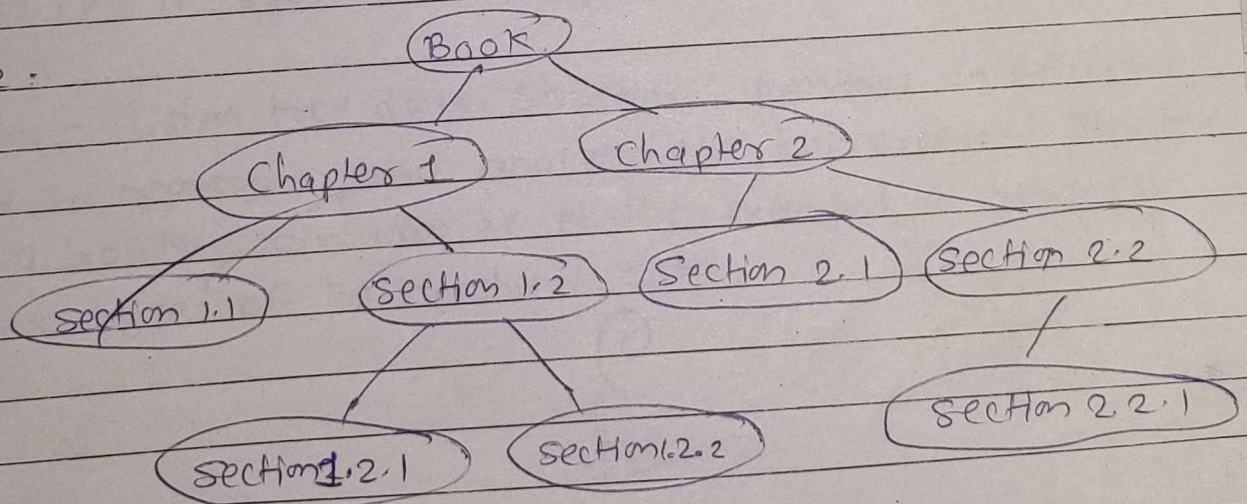 Book
Chapter 1 Chapter 2
Section 1.1 Section 1.2 Section 2.1 Section 2.2
Section 1.2.1 Section 1.2.2 Section 2.2.1